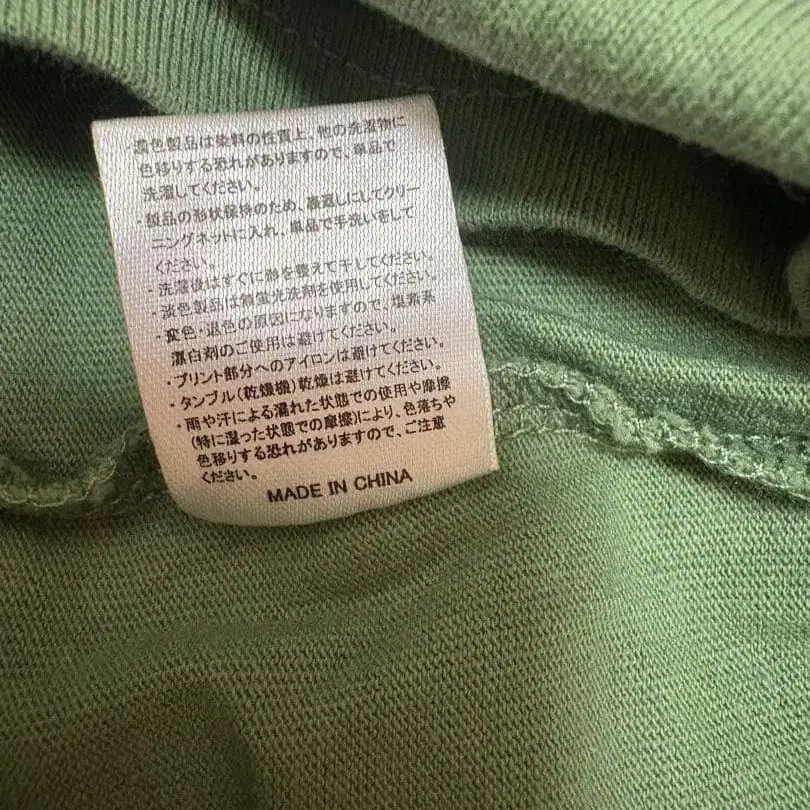 ・濃色製品は染料の性質上、他の洗濯物に
色移りする恐れがありますので、単品で
洗濯してください。
・製品の形状保持のため、裏返しにしてクリー
ニングネットに入れ、単品で手洗いをして
ください。
・洗濯後はすぐに形を整えて干してください。
・淡色製品は無蛍光洗剤を使用してください。
・変色・退色の原因になりますので、塩素系
漂白剤のご使用は避けてください。
・プリント部分へのアイロンは避けてください。
・タンブル(乾燥機)乾燥は避けてください。
・雨や汗による濡れた状態での使用や摩擦
(特に湿った状態での摩擦)により、色落ちや
色移りする恐れがありますので、ご注意
ください。
MADE IN CHINA